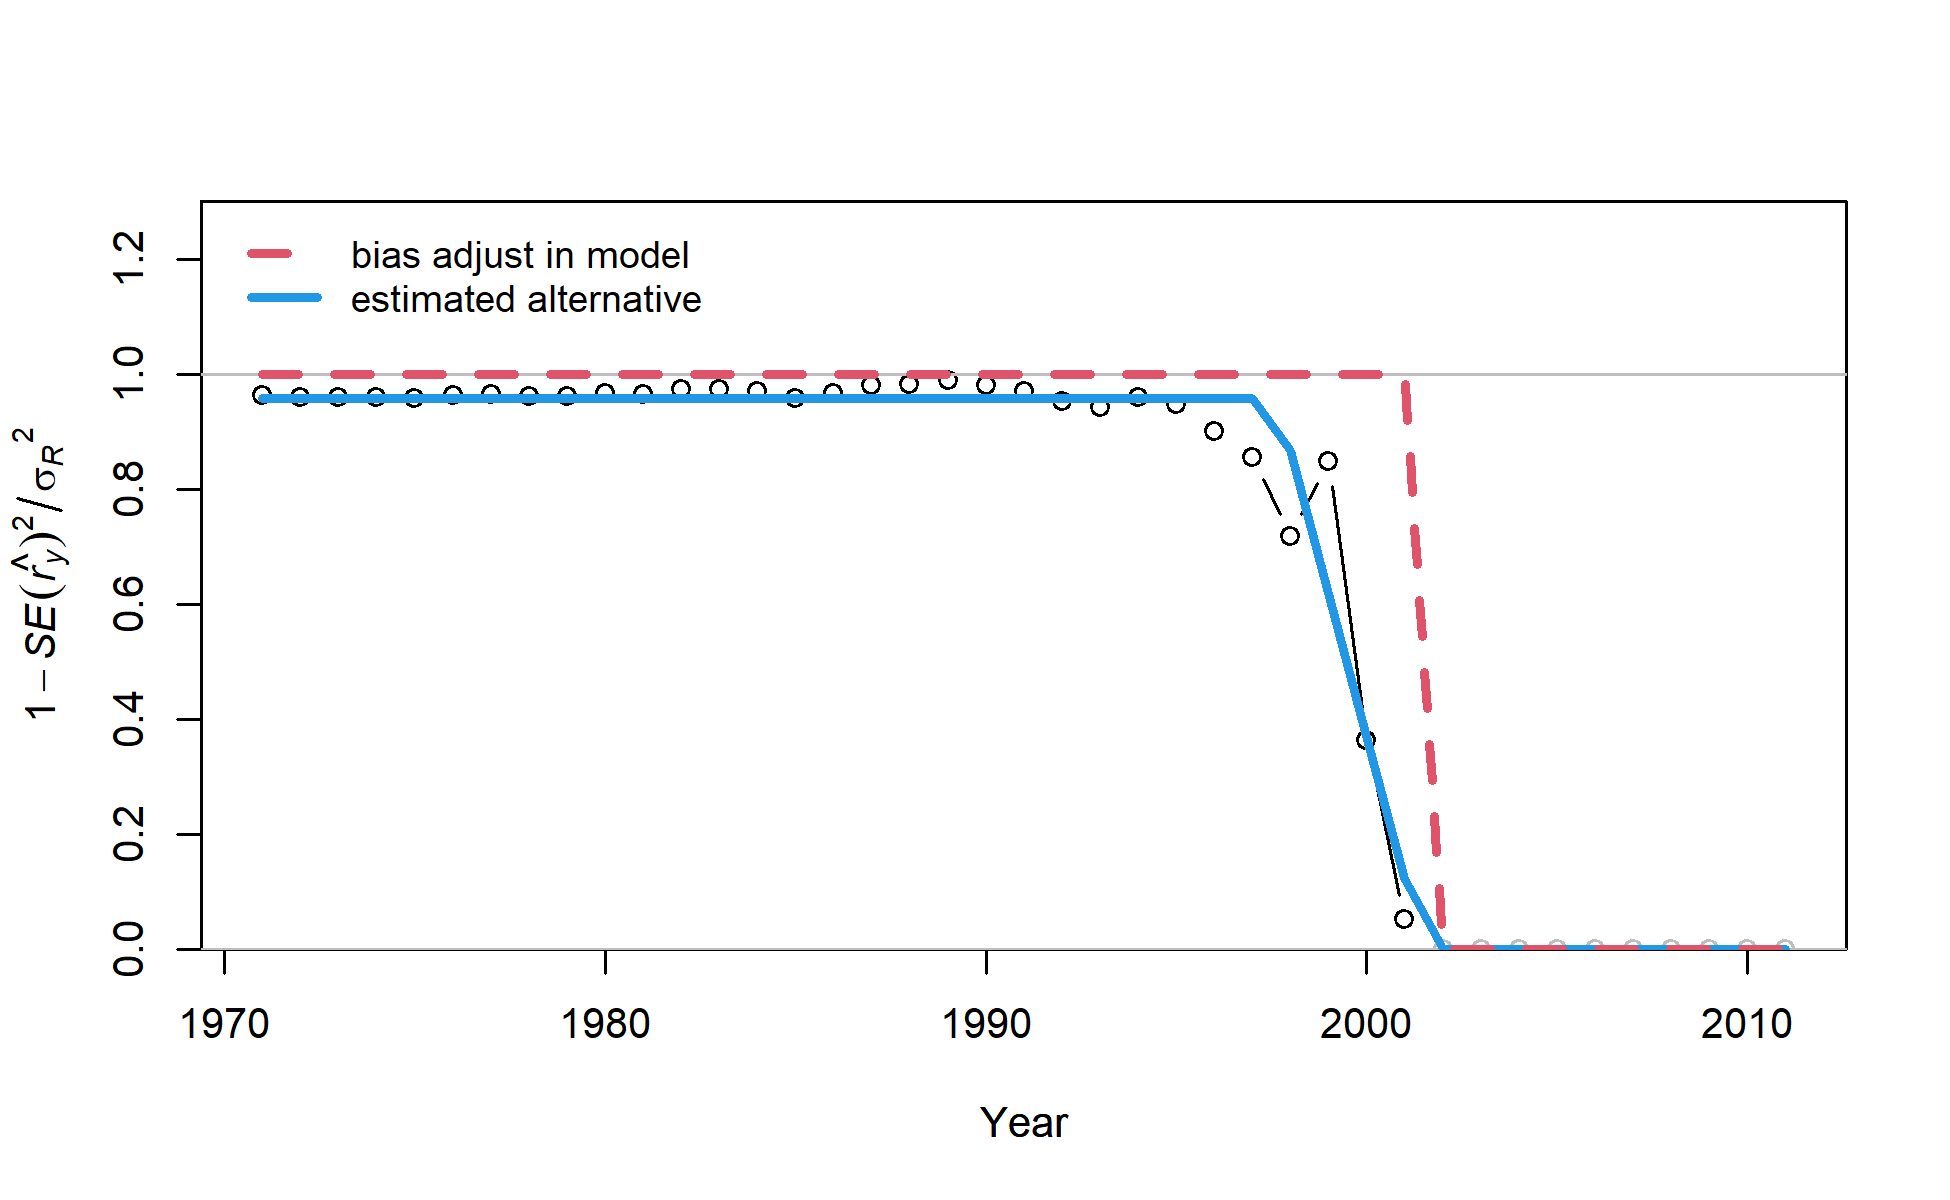 bias adjust in model
estimated alternative
1 − SE(r̂y)² / σR²
0.0 0.2 0.4 0.6 0.8 1.0 1.2
1970 1980 1990 2000 2010
Year